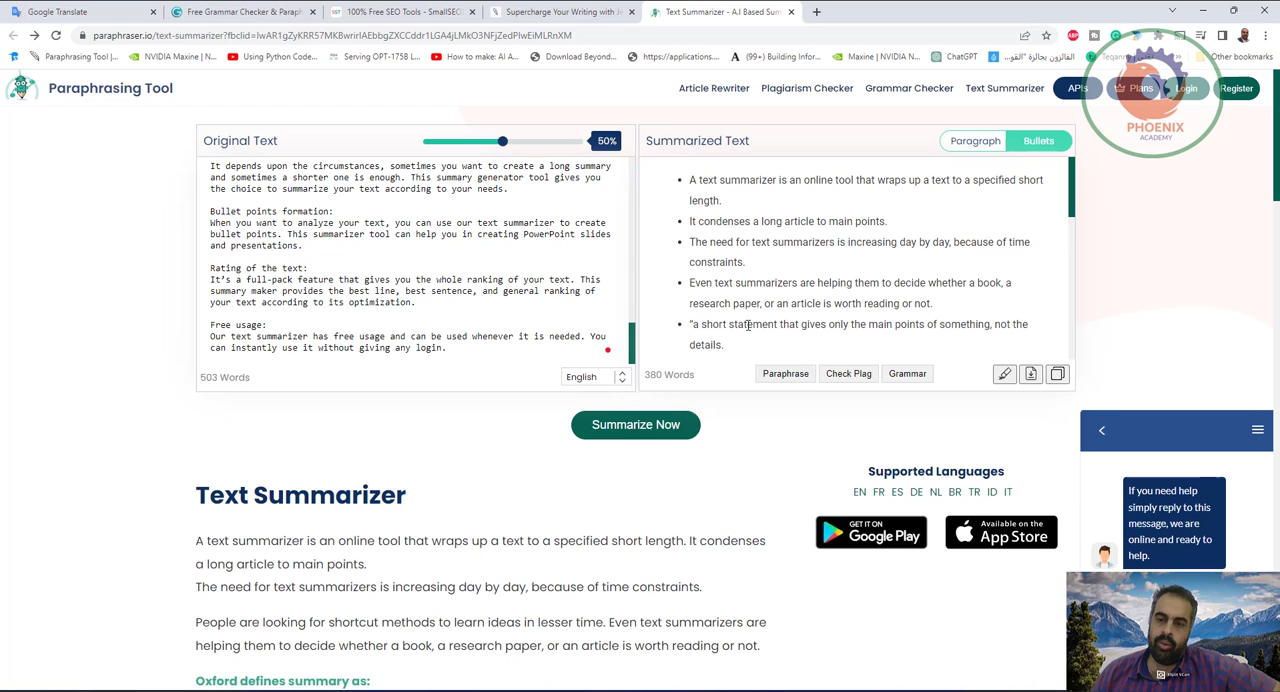 Google Translate
Free Grammar Checker & Paraph
100% Free SEO Tools - SmallSEO
Supercharge Your Writing with Je
Text Summarizer - A.I Based Sum
paraphraser.io/text-summarizer?fbclid=IwAR1gZyKRR57MKBwrirIAEbbgZXCCddr1LGA4jLMkO3NFjZedPlwEiMLRnXM
Paraphrasing Tool |...
NVIDIA Maxine | N...
Using Python Code...
Serving OPT-175B L...
How to make: AI A...
Download Beyond...
https://applications....
(99+) Building Infor...
Maxine | NVIDIA N...
ChatGPT
الفائزون بجائزة "القو...
Other bookmarks
Paraphrasing Tool
Article Rewriter
Plagiarism Checker
Grammar Checker
Text Summarizer
APIs
Plans
Login
Register
PHOENIX
ACADEMY
Original Text
50%
It depends upon the circumstances, sometimes you want to create a long summary
and sometimes a shorter one is enough. This summary generator tool gives you
the choice to summarize your text according to your needs.
Bullet points formation:
When you want to analyze your text, you can use our text summarizer to create
bullet points. This summarizer tool can help you in creating PowerPoint slides
and presentations.
Rating of the text:
It's a full-pack feature that gives you the whole ranking of your text. This
summary maker provides the best line, best sentence, and general ranking of
your text according to its optimization.
Free usage:
Our text summarizer has free usage and can be used whenever it is needed. You
can instantly use it without giving any login.
503 Words
English
Summarized Text
Paragraph
Bullets
• A text summarizer is an online tool that wraps up a text to a specified short
length.
• It condenses a long article to main points.
• The need for text summarizers is increasing day by day, because of time
constraints.
• Even text summarizers are helping them to decide whether a book, a
research paper, or an article is worth reading or not.
• "a short statement that gives only the main points of something, not the
details.
380 Words
Paraphrase
Check Plag
Grammar
Summarize Now
Text Summarizer
A text summarizer is an online tool that wraps up a text to a specified short length. It condenses
a long article to main points.
The need for text summarizers is increasing day by day, because of time constraints.
People are looking for shortcut methods to learn ideas in lesser time. Even text summarizers are
helping them to decide whether a book, a research paper, or an article is worth reading or not.
Oxford defines summary as:
Supported Languages
EN FR ES DE NL BR TR ID IT
GET IT ON
Google Play
Available on the
App Store
If you need help
simply reply to this
message, we are
online and ready to
help.